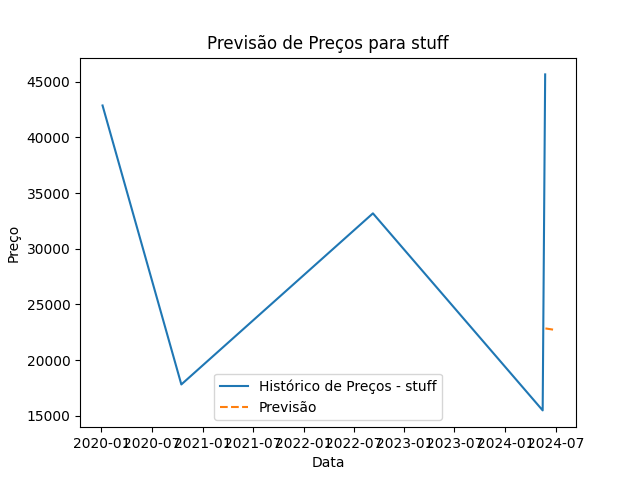 Previsão de Preços para stuff
Preço
45000
40000
35000
30000
25000
20000
15000
Histórico de Preços - stuff
Previsão
2020-01 2020-07 2021-01 2021-07 2022-01 2022-07 2023-01 2023-07 2024-01 2024-07
Data